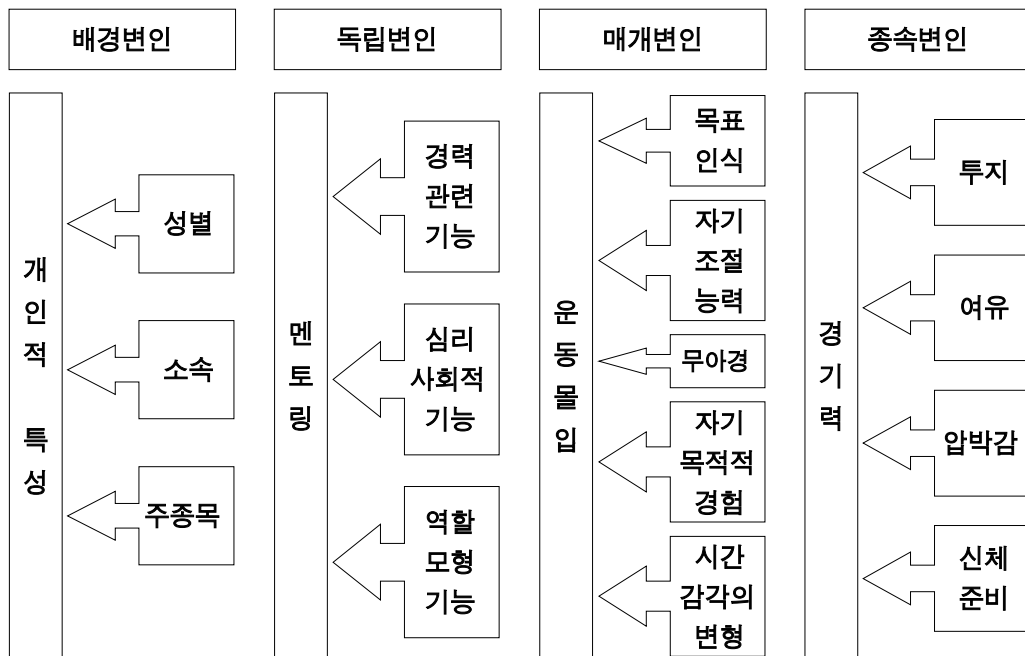 배경변인
독립변인
매개변인
종속변인
개인적 특성
성별
소속
주종목
멘토링
경력
관련
기능
심리
사회적
기능
역할
모형
기능
운동몰입
목표
인식
자기
조절
능력
무아경
자기
목적적
경험
시간
감각의
변형
경기력
투지
여유
압박감
신체
준비